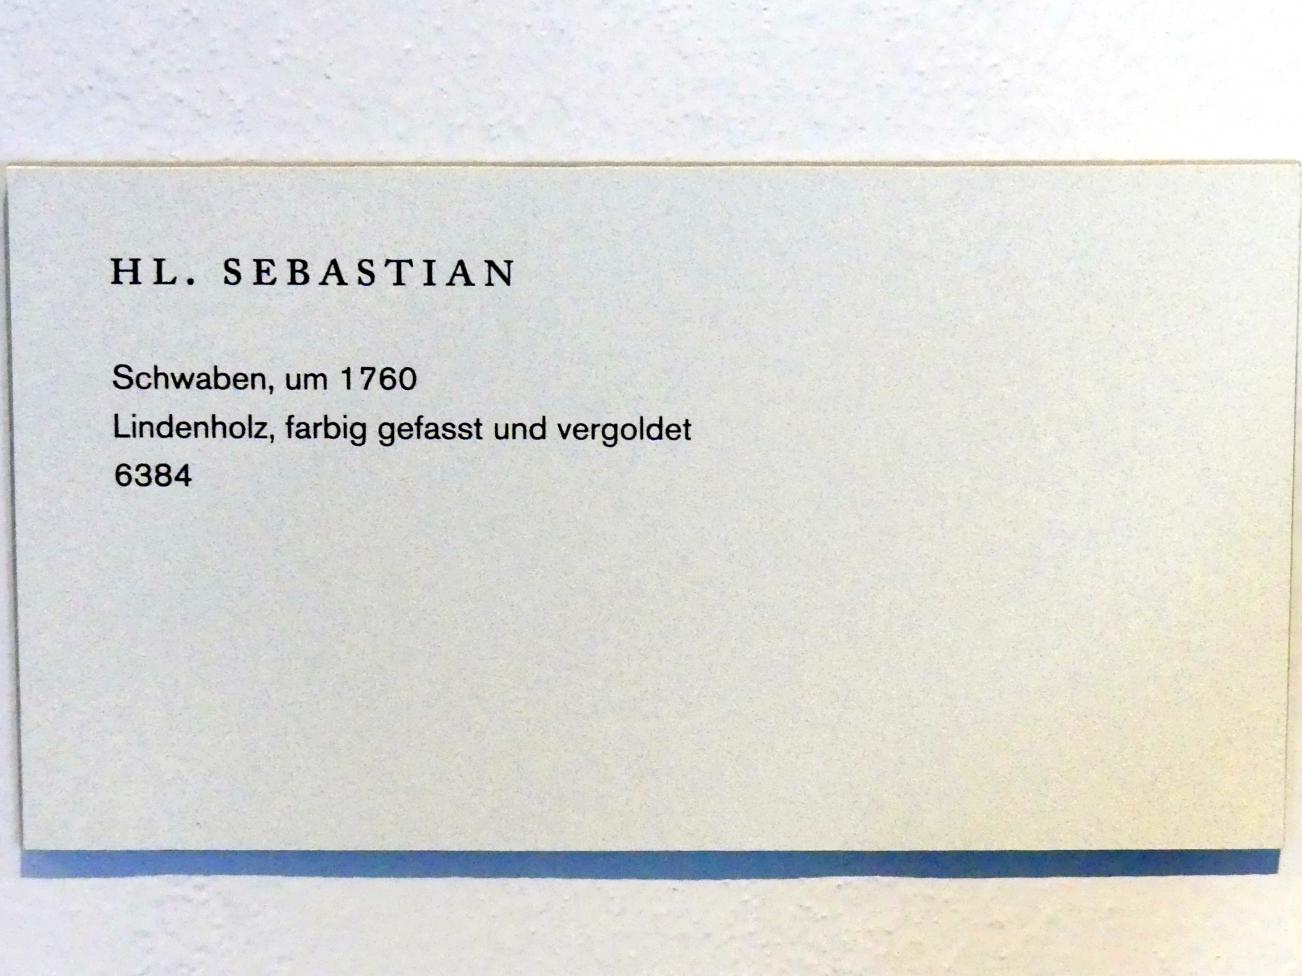 HL. SEBASTIAN
Schwaben, um 1760
Lindenholz, farbig gefasst und vergoldet
6384